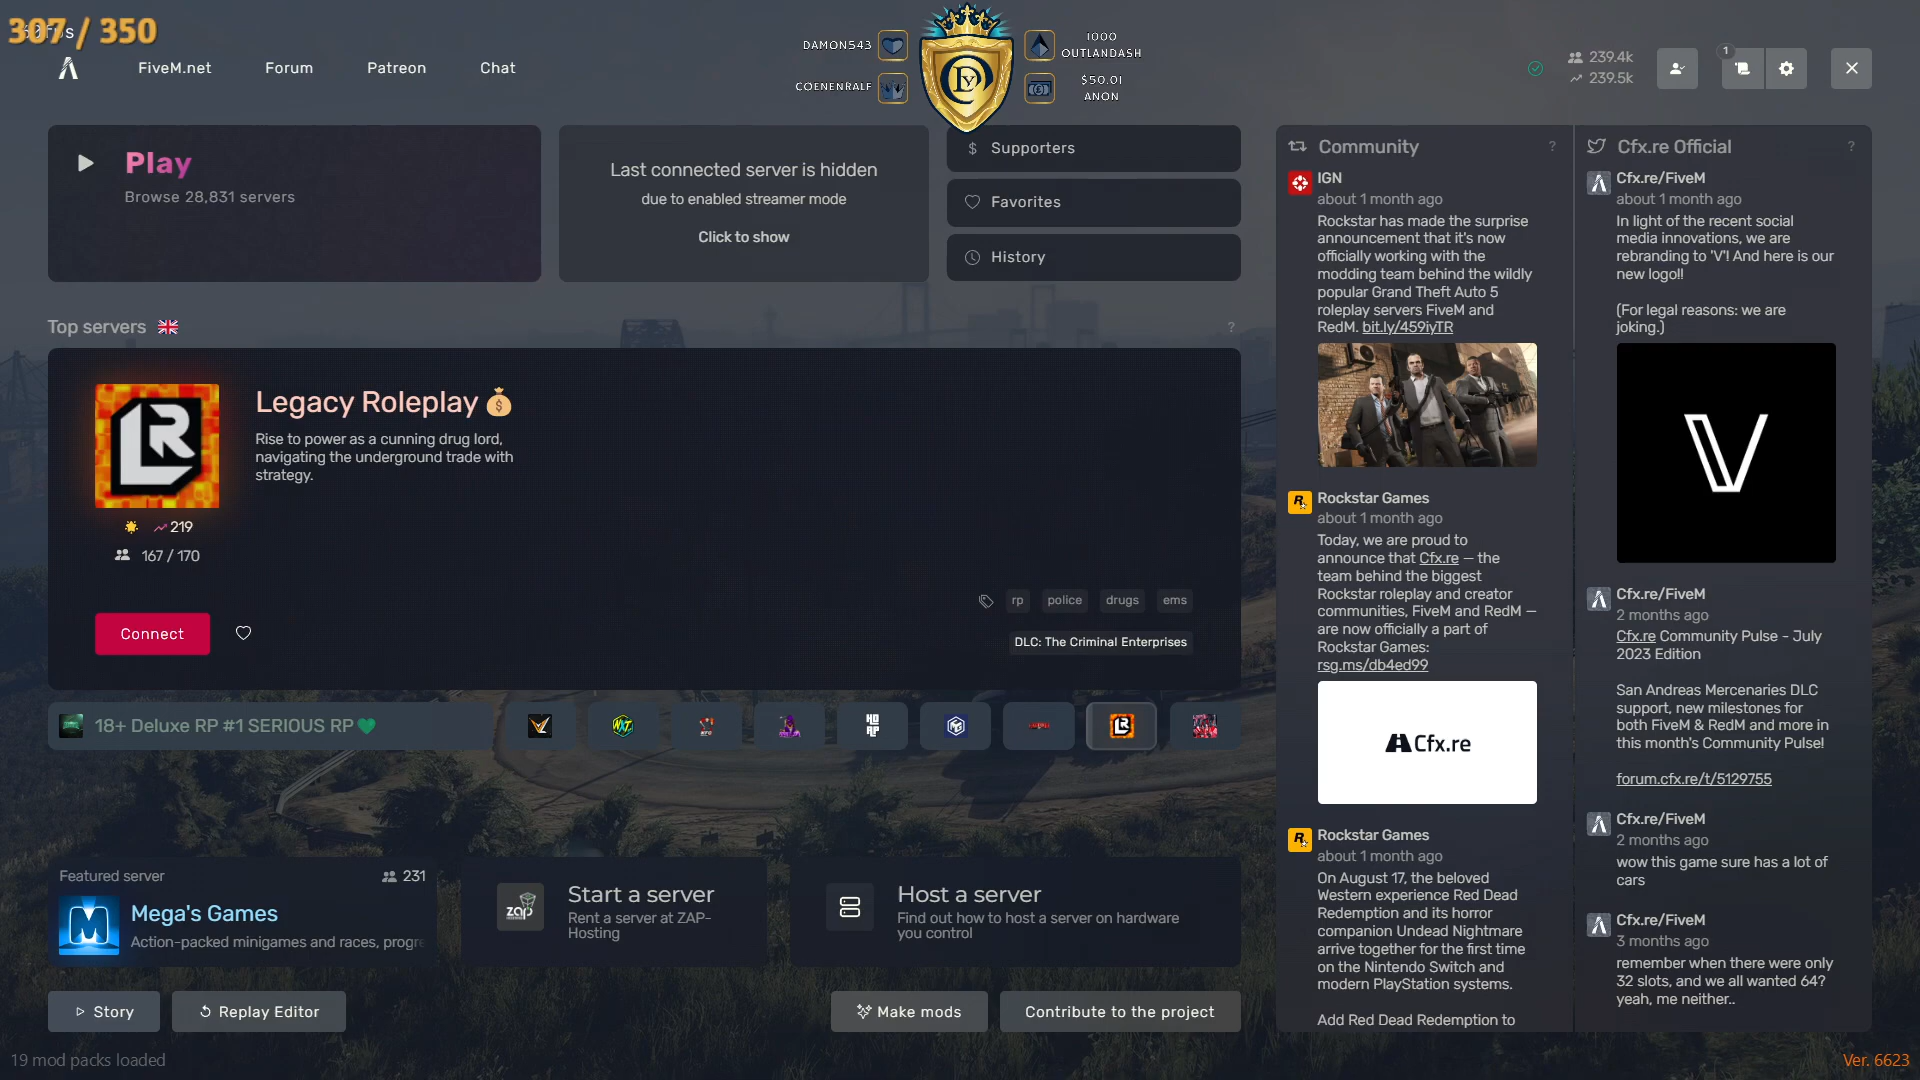 307 / 350
FiveM.net
Forum
Patreon
Chat
DAMON543
COENENRALF
1000
OUTLANDASH
$50.01
ANON
239.4k
239.5k
1
Play
Browse 28,831 servers
Last connected server is hidden
due to enabled streamer mode
Click to show
$ Supporters
Favorites
History
Top servers
?
Legacy Roleplay
Rise to power as a cunning drug lord,
navigating the underground trade with
strategy.
219
167 / 170
Connect
rp
police
drugs
ems
DLC: The Criminal Enterprises
18+ Deluxe RP #1 SERIOUS RP
Featured server
231
Mega's Games
Action-packed minigames and races, progre
zap
Start a server
Rent a server at ZAP-
Hosting
Host a server
Find out how to host a server on hardware
you control
Story
Replay Editor
Make mods
Contribute to the project
19 mod packs loaded
Community
?
IGN
about 1 month ago
Rockstar has made the surprise
announcement that it's now
officially working with the
modding team behind the wildly
popular Grand Theft Auto 5
roleplay servers FiveM and
RedM. bit.ly/459iyTR
Rockstar Games
about 1 month ago
Today, we are proud to
announce that Cfx.re — the
team behind the biggest
Rockstar roleplay and creator
communities, FiveM and RedM —
are now officially a part of
Rockstar Games:
rsg.ms/db4ed99
Cfx.re
Rockstar Games
about 1 month ago
On August 17, the beloved
Western experience Red Dead
Redemption and its horror
companion Undead Nightmare
arrive together for the first time
on the Nintendo Switch and
modern PlayStation systems.
Add Red Dead Redemption to
Cfx.re Official
?
Cfx.re/FiveM
about 1 month ago
In light of the recent social
media innovations, we are
rebranding to 'V'! And here is our
new logo!!
(For legal reasons: we are
joking.)
V
Cfx.re/FiveM
2 months ago
Cfx.re Community Pulse - July
2023 Edition
San Andreas Mercenaries DLC
support, new milestones for
both FiveM & RedM and more in
this month's Community Pulse!
forum.cfx.re/t/5129755
Cfx.re/FiveM
2 months ago
wow this game sure has a lot of
cars
Cfx.re/FiveM
3 months ago
remember when there were only
32 slots, and we all wanted 64?
yeah, me neither..
Ver. 6623